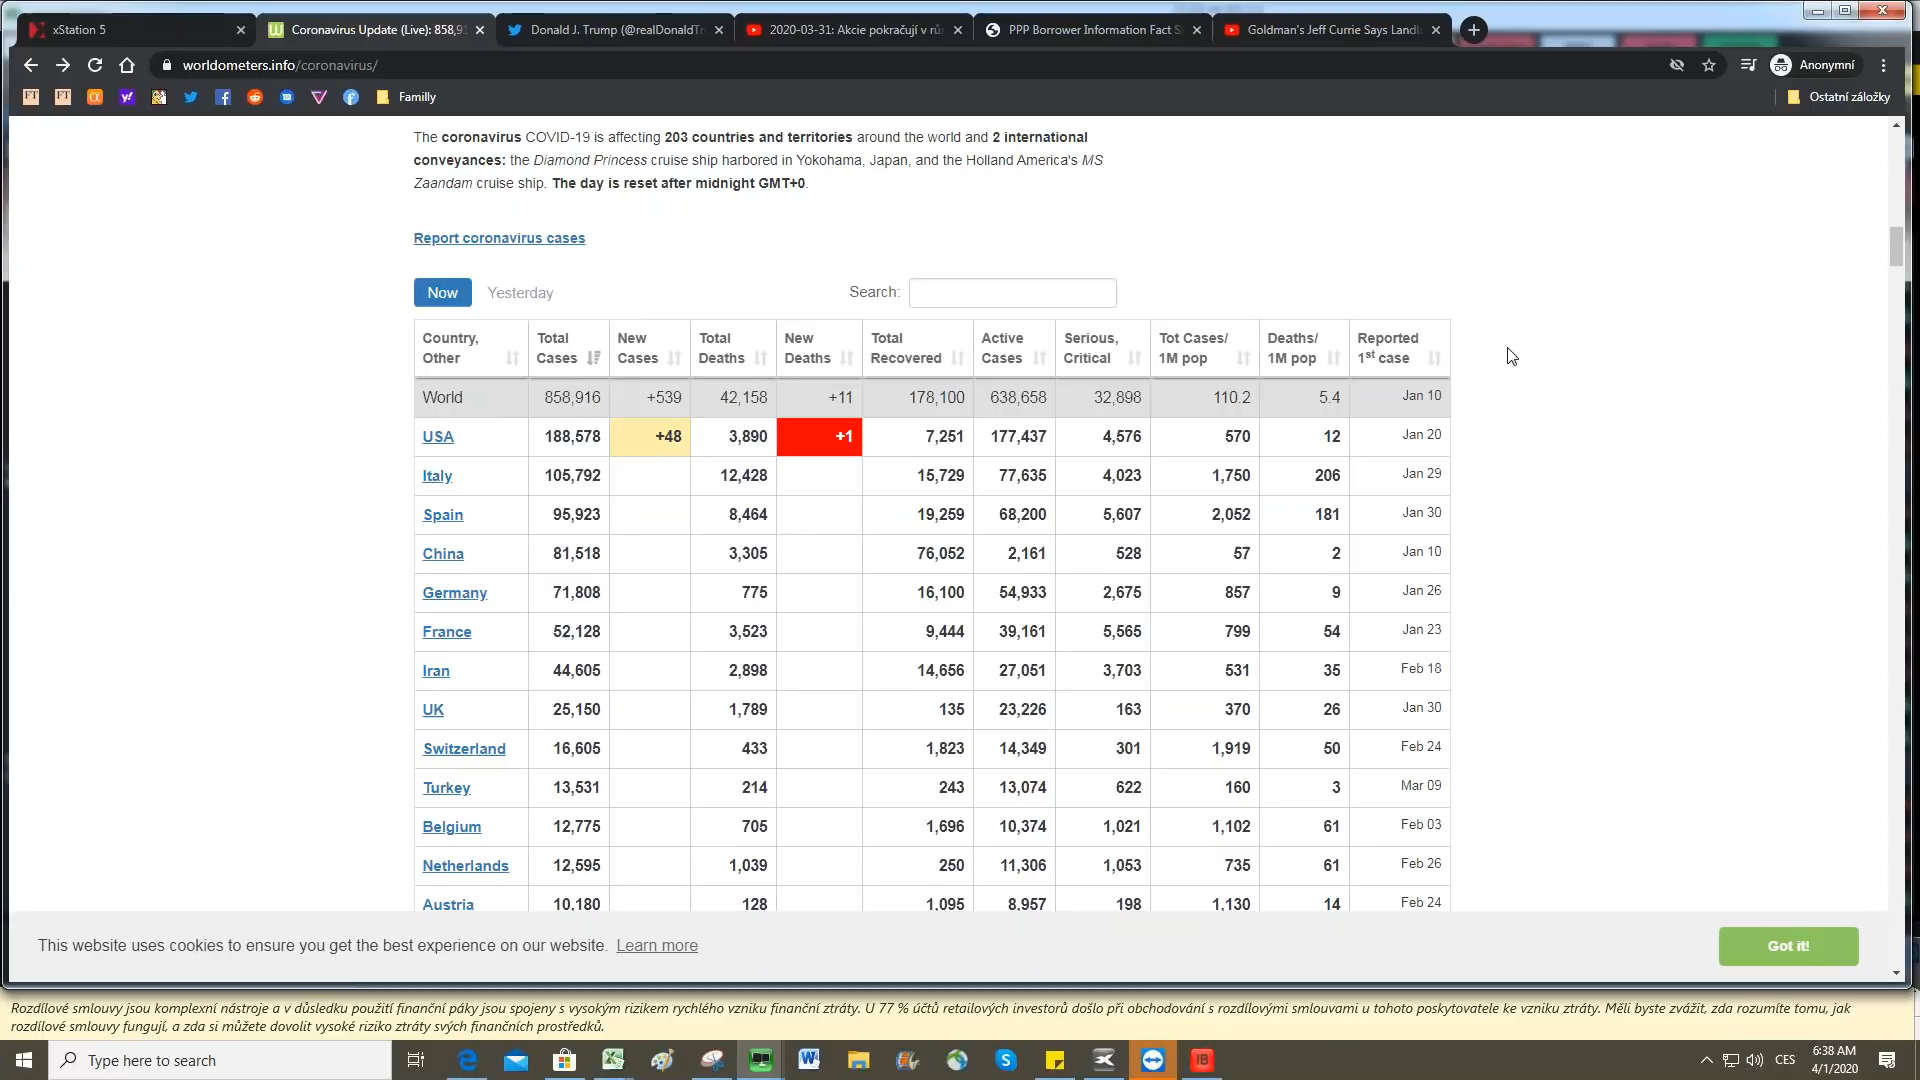 xStation 5
Coronavirus Update (Live): 858,91
Donald J. Trump (@realDonaldTr
2020-03-31: Akcie pokračují v rů
PPP Borrower Information Fact S
Goldman's Jeff Currie Says Landl
worldometers.info/coronavirus/
Anonymní
Familly
Ostatní záložky
The coronavirus COVID-19 is affecting 203 countries and territories around the world and 2 international
conveyances: the Diamond Princess cruise ship harbored in Yokohama, Japan, and the Holland America's MS
Zaandam cruise ship. The day is reset after midnight GMT+0.
Report coronavirus cases
Now Yesterday Search:
Country, Total New Total New Total Active Serious, Tot Cases/ Deaths/ Reported
Other Cases Cases Deaths Deaths Recovered Cases Critical 1M pop 1M pop 1st case
World 858,916 +539 42,158 +11 178,100 638,658 32,898 110.2 5.4 Jan 10
USA 188,578 +48 3,890 +1 7,251 177,437 4,576 570 12 Jan 20
Italy 105,792 12,428 15,729 77,635 4,023 1,750 206 Jan 29
Spain 95,923 8,464 19,259 68,200 5,607 2,052 181 Jan 30
China 81,518 3,305 76,052 2,161 528 57 2 Jan 10
Germany 71,808 775 16,100 54,933 2,675 857 9 Jan 26
France 52,128 3,523 9,444 39,161 5,565 799 54 Jan 23
Iran 44,605 2,898 14,656 27,051 3,703 531 35 Feb 18
UK 25,150 1,789 135 23,226 163 370 26 Jan 30
Switzerland 16,605 433 1,823 14,349 301 1,919 50 Feb 24
Turkey 13,531 214 243 13,074 622 160 3 Mar 09
Belgium 12,775 705 1,696 10,374 1,021 1,102 61 Feb 03
Netherlands 12,595 1,039 250 11,306 1,053 735 61 Feb 26
Austria 10,180 128 1,095 8,957 198 1,130 14 Feb 24
This website uses cookies to ensure you get the best experience on our website. Learn more
Got it!
Rozdílové smlouvy jsou komplexní nástroje a v důsledku použití finanční páky jsou spojeny s vysokým rizikem rychlého vzniku finanční ztráty. U 77 % účtů retailových investorů došlo při obchodování s rozdílovými smlouvami u tohoto poskytovatele ke vzniku ztráty. Měli byste zvážit, zda rozumíte tomu, jak
rozdílové smlouvy fungují, a zda si můžete dovolit vysoké riziko ztráty svých finančních prostředků.
Type here to search
CES
6:38 AM
4/1/2020